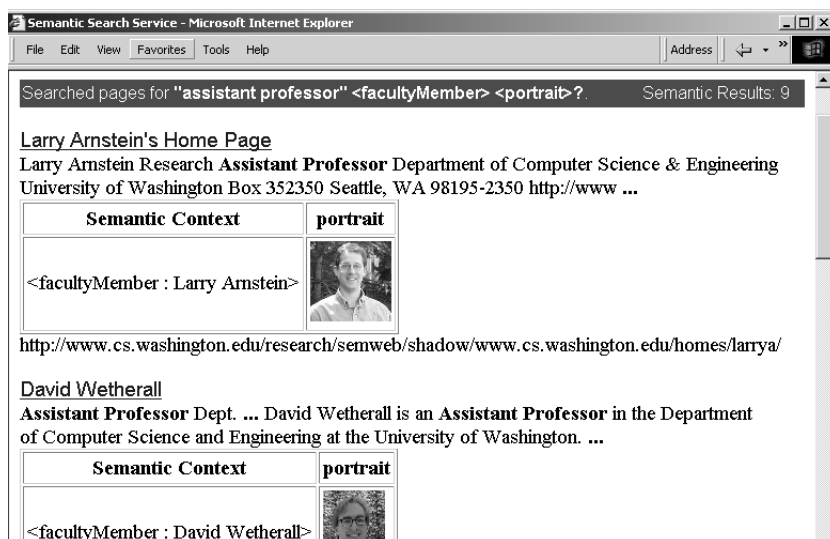 Semantic Search Service - Microsoft Internet Explorer
File Edit View Favorites Tools Help Address »
Searched pages for "assistant professor" <facultyMember> <portrait>?. Semantic Results: 9
Larry Arnstein's Home Page
Larry Arnstein Research Assistant Professor Department of Computer Science & Engineering
University of Washington Box 352350 Seattle, WA 98195-2350 http://www ...
Semantic Context portrait
<facultyMember : Larry Arnstein>
http://www.cs.washington.edu/research/semweb/shadow/www.cs.washington.edu/homes/larrya/
David Wetherall
Assistant Professor Dept. ... David Wetherall is an Assistant Professor in the Department
of Computer Science and Engineering at the University of Washington. ...
Semantic Context portrait
<facultyMember : David Wetherall>